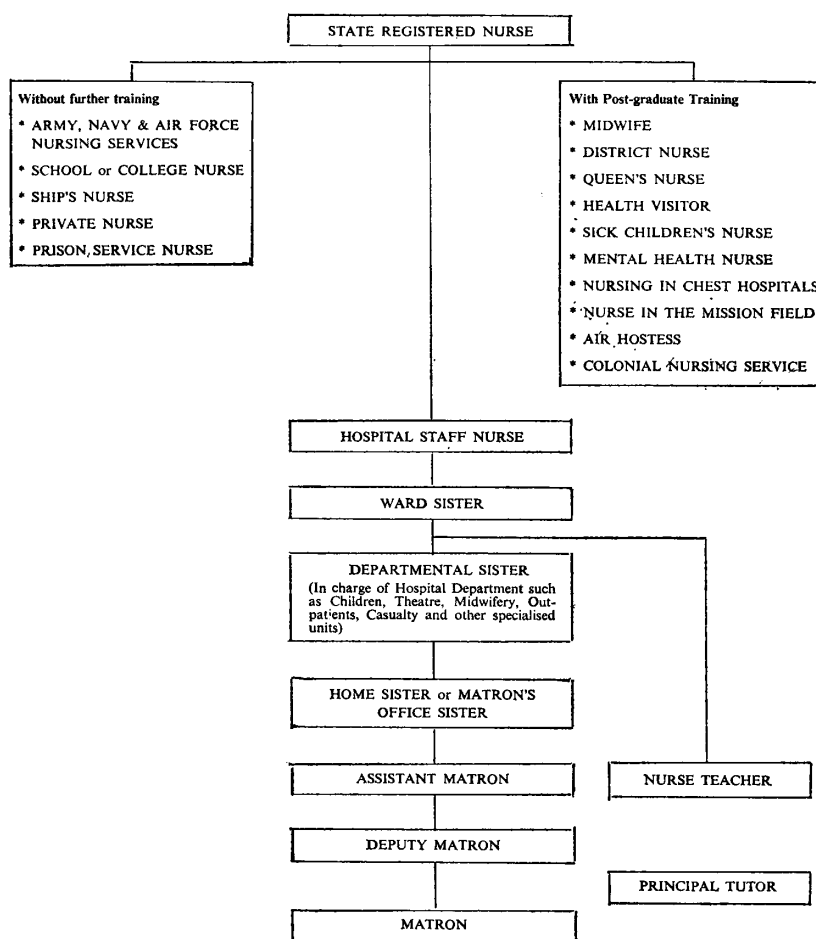 STATE REGISTERED NURSE
Without further training
* ARMY, NAVY & AIR FORCE
NURSING SERVICES
* SCHOOL or COLLEGE NURSE
* SHIP'S NURSE
* PRIVATE NURSE
* PRISON, SERVICE NURSE
With Post-graduate Training
* MIDWIFE
* DISTRICT NURSE
* QUEEN'S NURSE
* HEALTH VISITOR
* SICK CHILDREN'S NURSE
* MENTAL HEALTH NURSE
* NURSING IN CHEST HOSPITALS
* NURSE IN THE MISSION FIELD
* AIR HOSTESS
* COLONIAL NURSING SERVICE
HOSPITAL STAFF NURSE
WARD SISTER
DEPARTMENTAL SISTER
(In charge of Hospital Department such
as Children, Theatre, Midwifery, Out-
patients, Casualty and other specialised
units)
HOME SISTER or MATRON'S
OFFICE SISTER
ASSISTANT MATRON
NURSE TEACHER
DEPUTY MATRON
PRINCIPAL TUTOR
MATRON